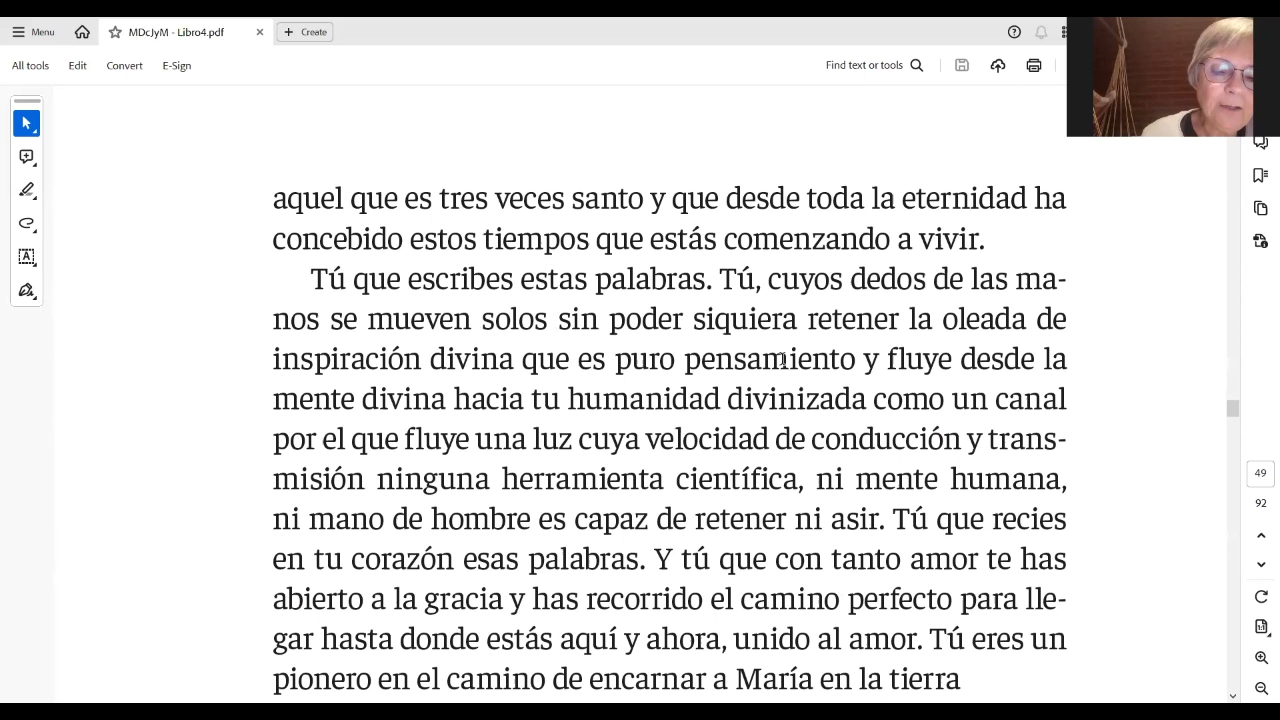 Menu
MDcJyM - Libro4.pdf
Create
All tools
Edit
Convert
E-Sign
Find text or tools
aquel que es tres veces santo y que desde toda la eternidad ha
concebido estos tiempos que estás comenzando a vivir.
Tú que escribes estas palabras. Tú, cuyos dedos de las ma-
nos se mueven solos sin poder siquiera retener la oleada de
inspiración divina que es puro pensamiento y fluye desde la
mente divina hacia tu humanidad divinizada como un canal
por el que fluye una luz cuya velocidad de conducción y trans-
misión ninguna herramienta científica, ni mente humana,
ni mano de hombre es capaz de retener ni asir. Tú que recies
en tu corazón esas palabras. Y tú que con tanto amor te has
abierto a la gracia y has recorrido el camino perfecto para lle-
gar hasta donde estás aquí y ahora, unido al amor. Tú eres un
pionero en el camino de encarnar a María en la tierra
49
92